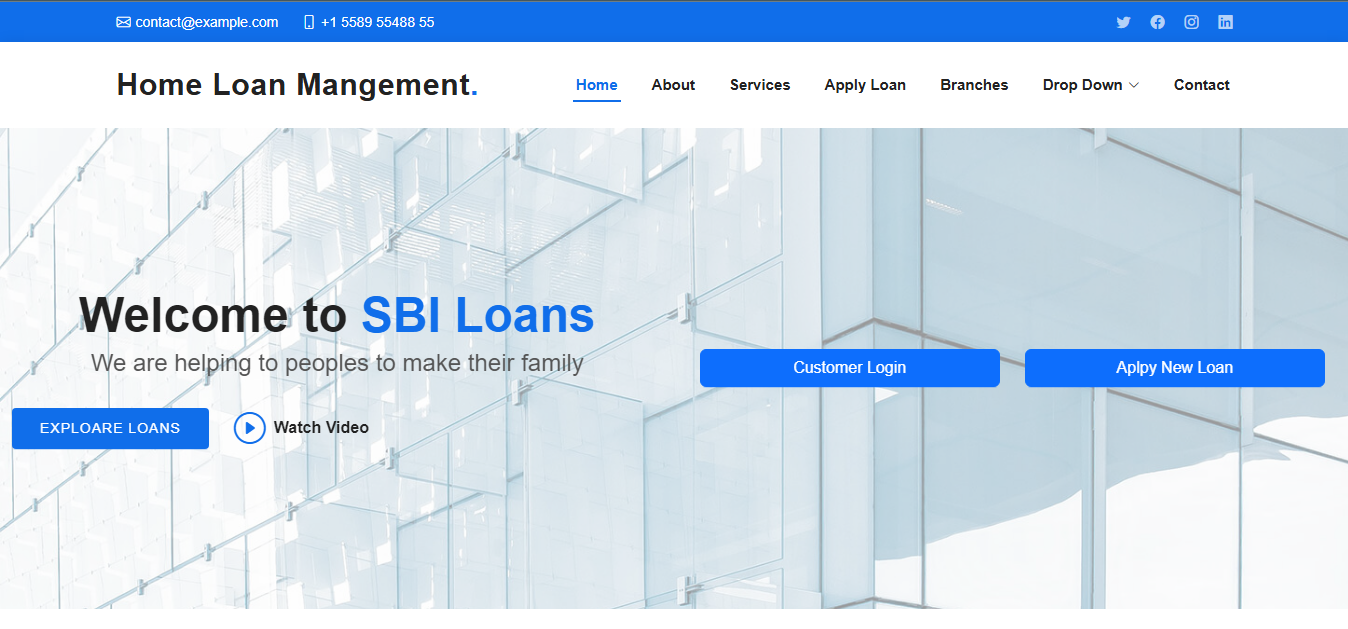 contact@example.com +1 5589 55488 55
Home Loan Mangement.
Home About Services Apply Loan Branches Drop Down Contact
Welcome to SBI Loans
We are helping to peoples to make their family
EXPLOARE LOANS Watch Video
Customer Login Aplpy New Loan